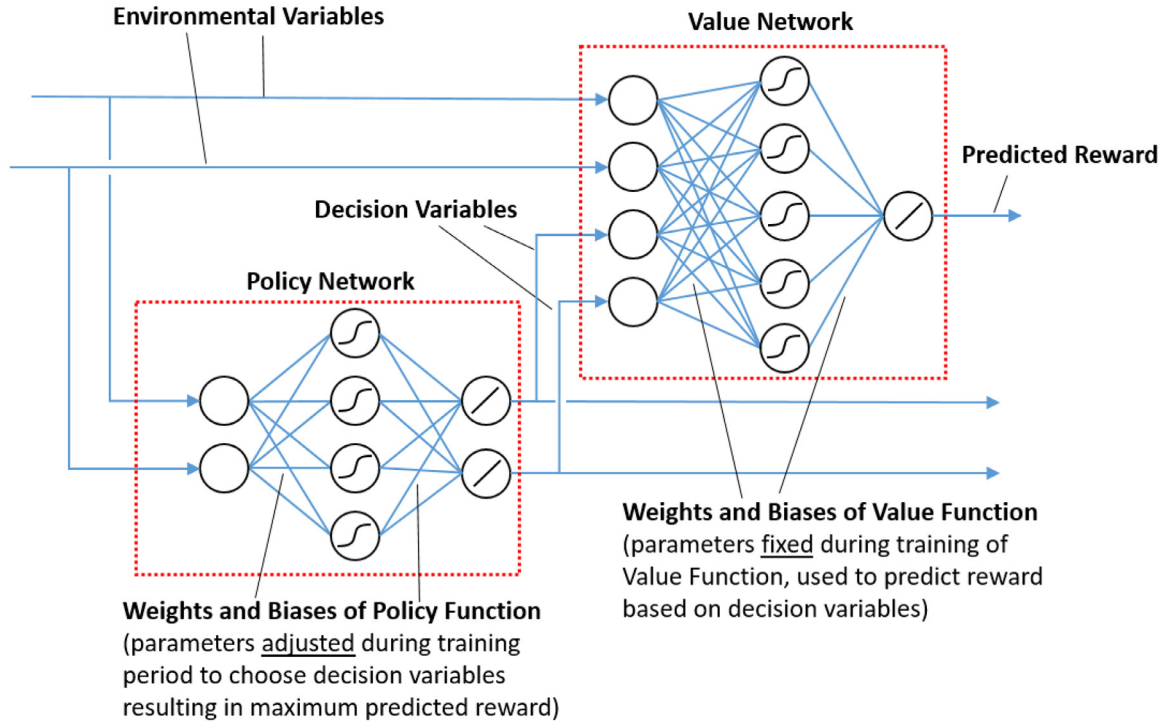 Environmental Variables
Value Network
Predicted Reward
Decision Variables
Policy Network
Weights and Biases of Value Function
(parameters fixed during training of
Value Function, used to predict reward
based on decision variables)
Weights and Biases of Policy Function
(parameters adjusted during training
period to choose decision variables
resulting in maximum predicted reward)